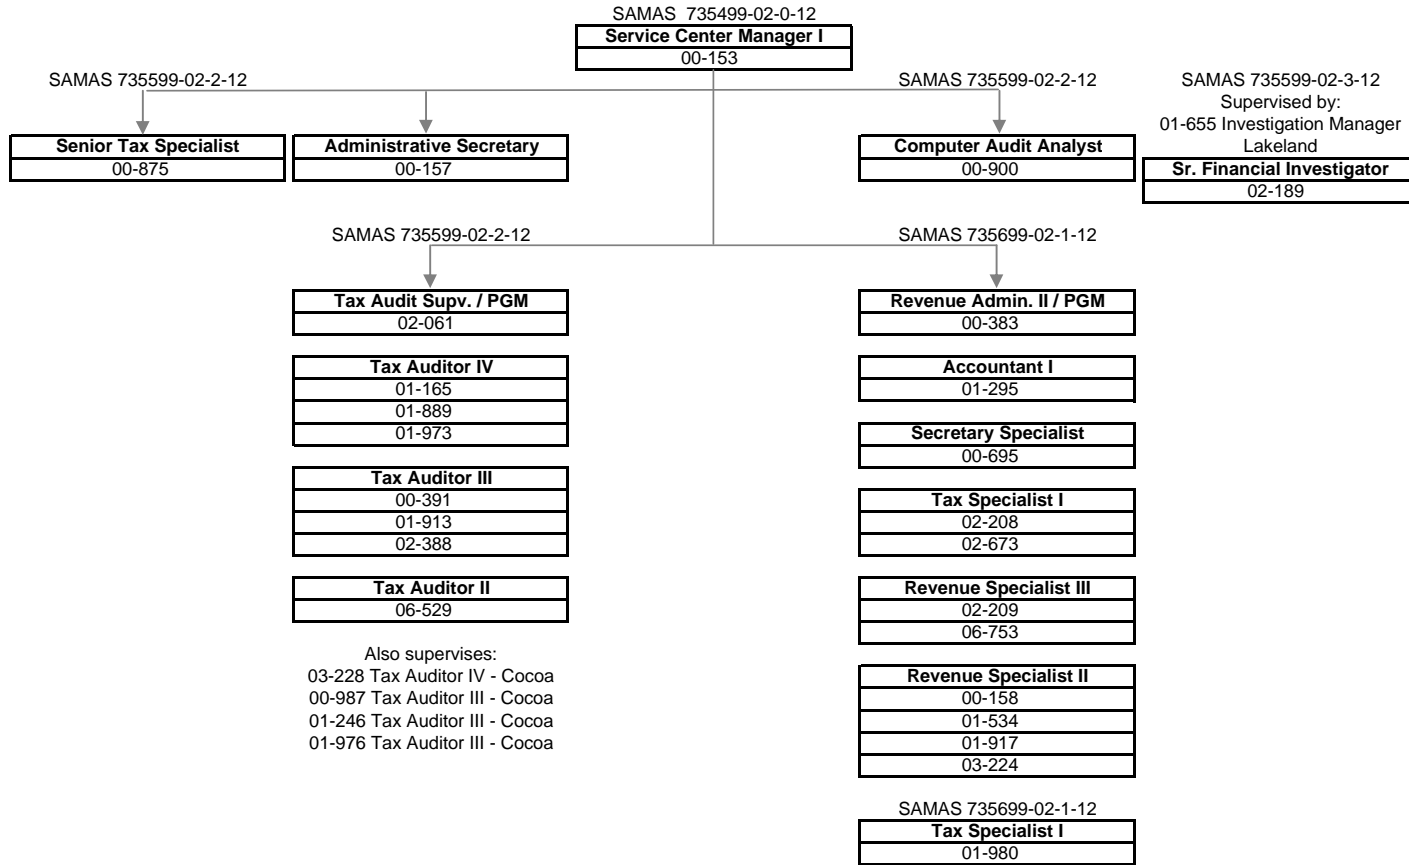 SAMAS  735499-02-0-12
Service Center Manager I
00-153
SAMAS 735599-02-2-12
SAMAS 735599-02-2-12
SAMAS 735599-02-3-12
Supervised by:
01-655 Investigation Manager
Lakeland
Senior Tax Specialist
00-875
Administrative Secretary
00-157
Computer Audit Analyst
00-900
Sr. Financial Investigator
02-189
SAMAS 735599-02-2-12
Tax Audit Supv. / PGM
02-061
Tax Auditor IV
01-165
01-889
01-973
Tax Auditor III
00-391
01-913
02-388
Tax Auditor II
06-529
Also supervises:
03-228 Tax Auditor IV - Cocoa
00-987 Tax Auditor III - Cocoa
01-246 Tax Auditor III - Cocoa
01-976 Tax Auditor III - Cocoa
SAMAS 735699-02-1-12
Revenue Admin. II / PGM
00-383
Accountant I
01-295
Secretary Specialist
00-695
Tax Specialist I
02-208
02-673
Revenue Specialist III
02-209
06-753
Revenue Specialist II
00-158
01-534
01-917
03-224
SAMAS 735699-02-1-12
Tax Specialist I
01-980